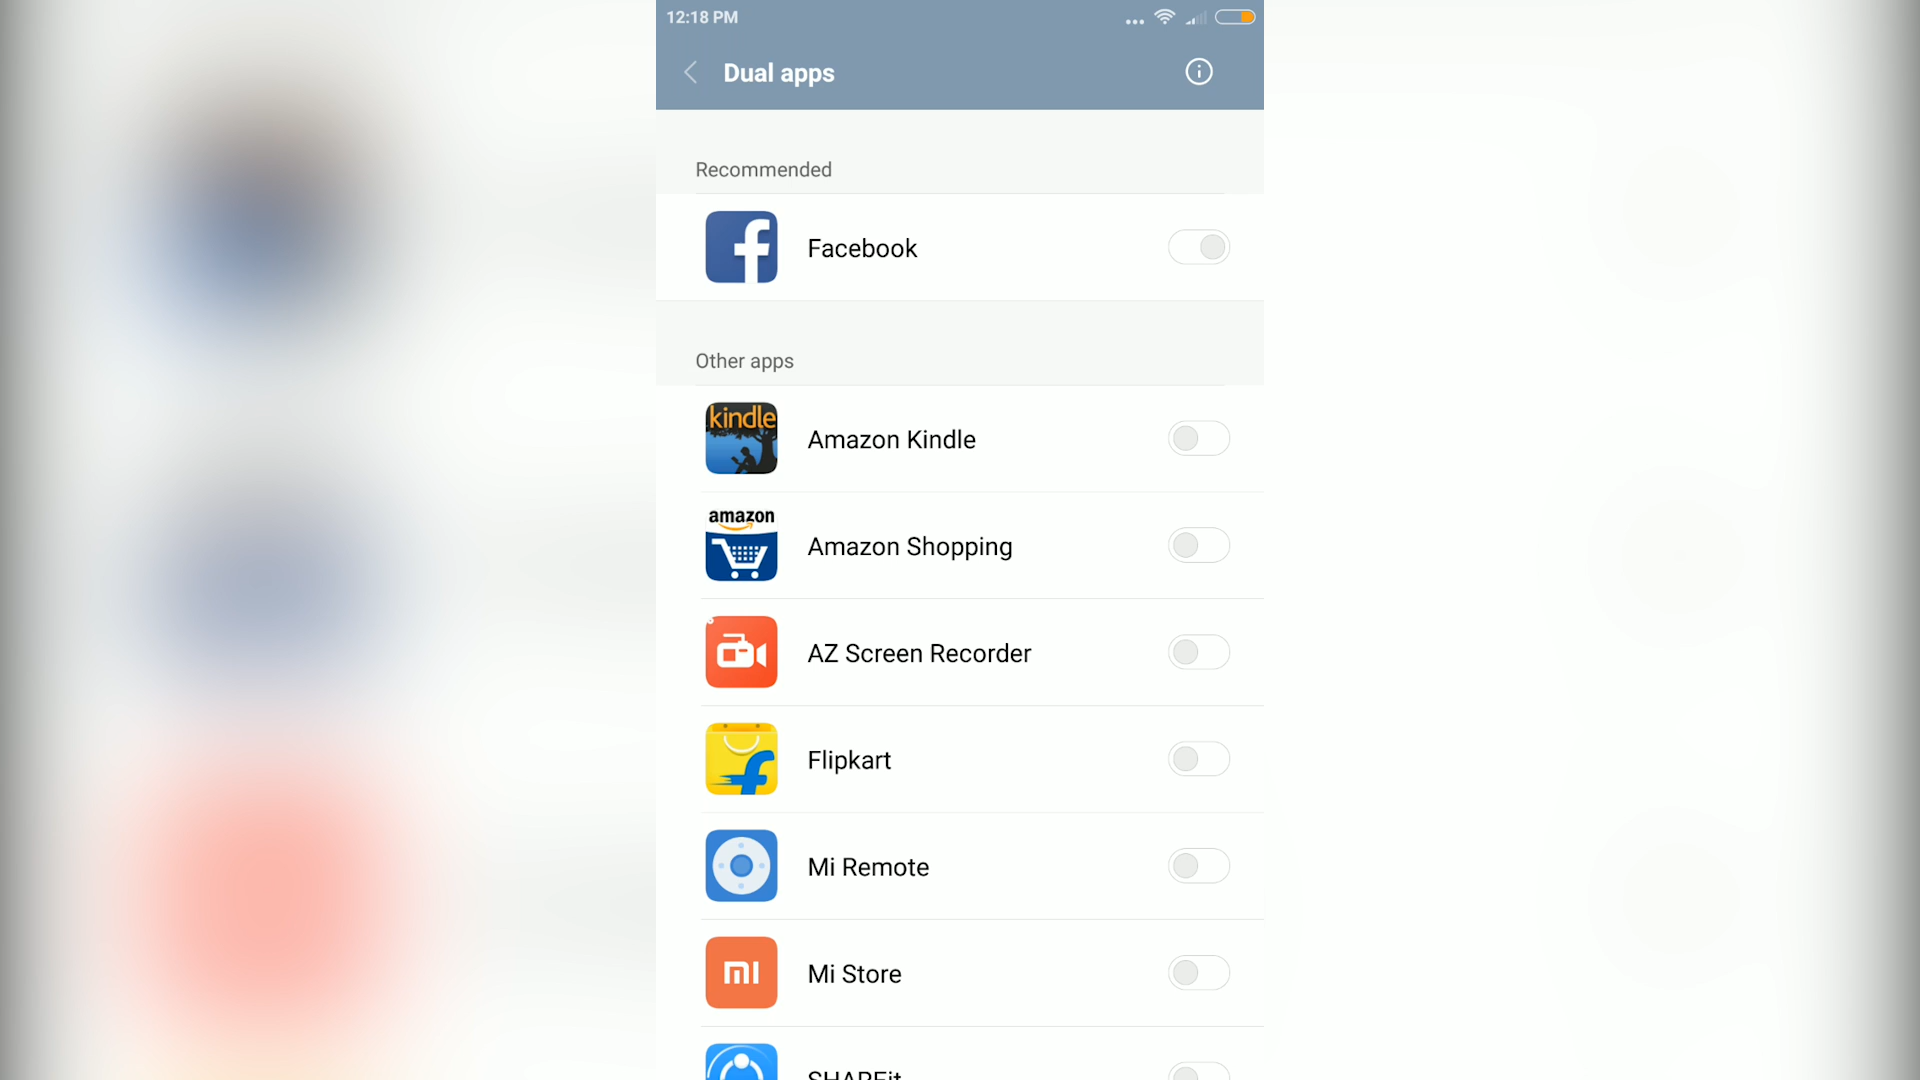 12:18 PM
Dual apps
Recommended
Facebook
Other apps
kindle
Amazon Kindle
amazon
Amazon Shopping
AZ Screen Recorder
Flipkart
Mi Remote
Mi Store
SHAREit